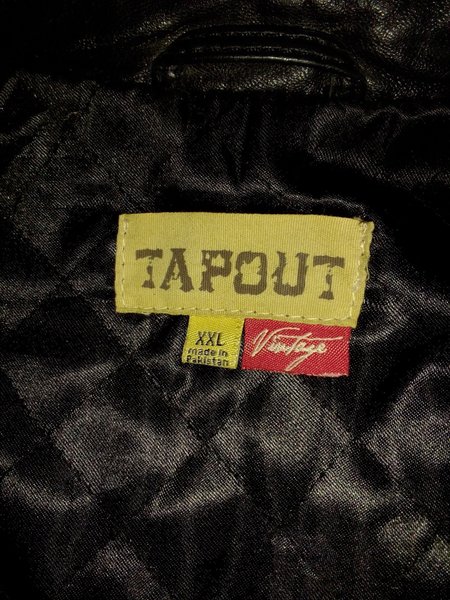 TAPOUT
XXL
made in
Pakistan
Vintage